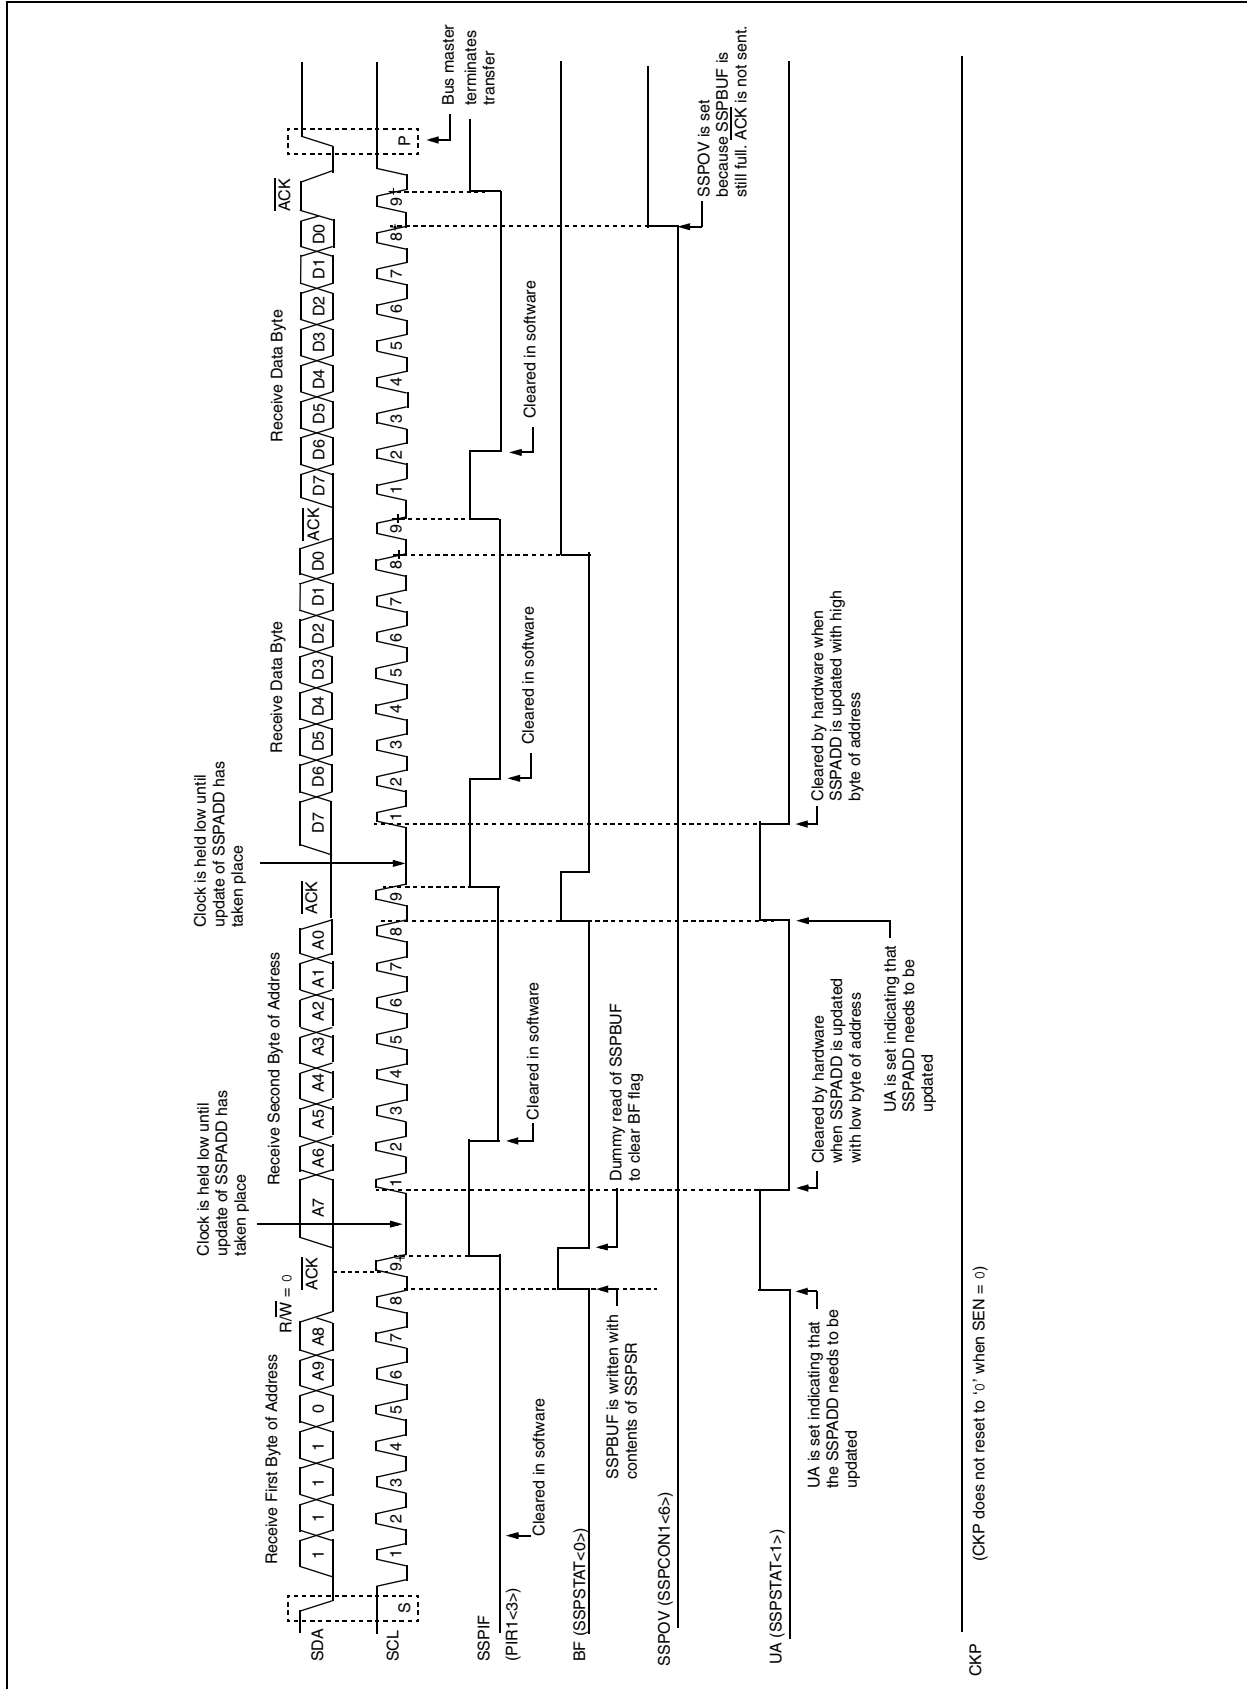 Receive First Byte of Address
R/W = 0
Receive Second Byte of Address
Receive Data Byte
Receive Data Byte
Clock is held low until
update of SSPADD has
taken place
Clock is held low until
update of SSPADD has
taken place
SDA
1 1 1 1 0 A9 A8 ACK A7 A6 A5 A4 A3 A2 A1 A0 ACK D7 D6 D5 D4 D3 D2 D1 D0 ACK D7 D6 D5 D4 D3 D2 D1 D0 ACK
SCL
S 1 2 3 4 5 6 7 8 9 1 2 3 4 5 6 7 8 9 1 2 3 4 5 6 7 8 9 1 2 3 4 5 6 7 8 9 P
Bus master
terminates
transfer
SSPIF
(PIR1<3>)
Cleared in software
Cleared in software
Cleared in software
Cleared in software
BF (SSPSTAT<0>)
SSPBUF is written with
contents of SSPSR
Dummy read of SSPBUF
to clear BF flag
SSPOV (SSPCON1<6>)
SSPOV is set
because SSPBUF is
still full. ACK is not sent.
UA (SSPSTAT<1>)
UA is set indicating that
the SSPADD needs to be
updated
Cleared by hardware
when SSPADD is updated
with low byte of address
UA is set indicating that
SSPADD needs to be
updated
Cleared by hardware when
SSPADD is updated with high
byte of address
CKP
(CKP does not reset to ‘0’ when SEN = 0)